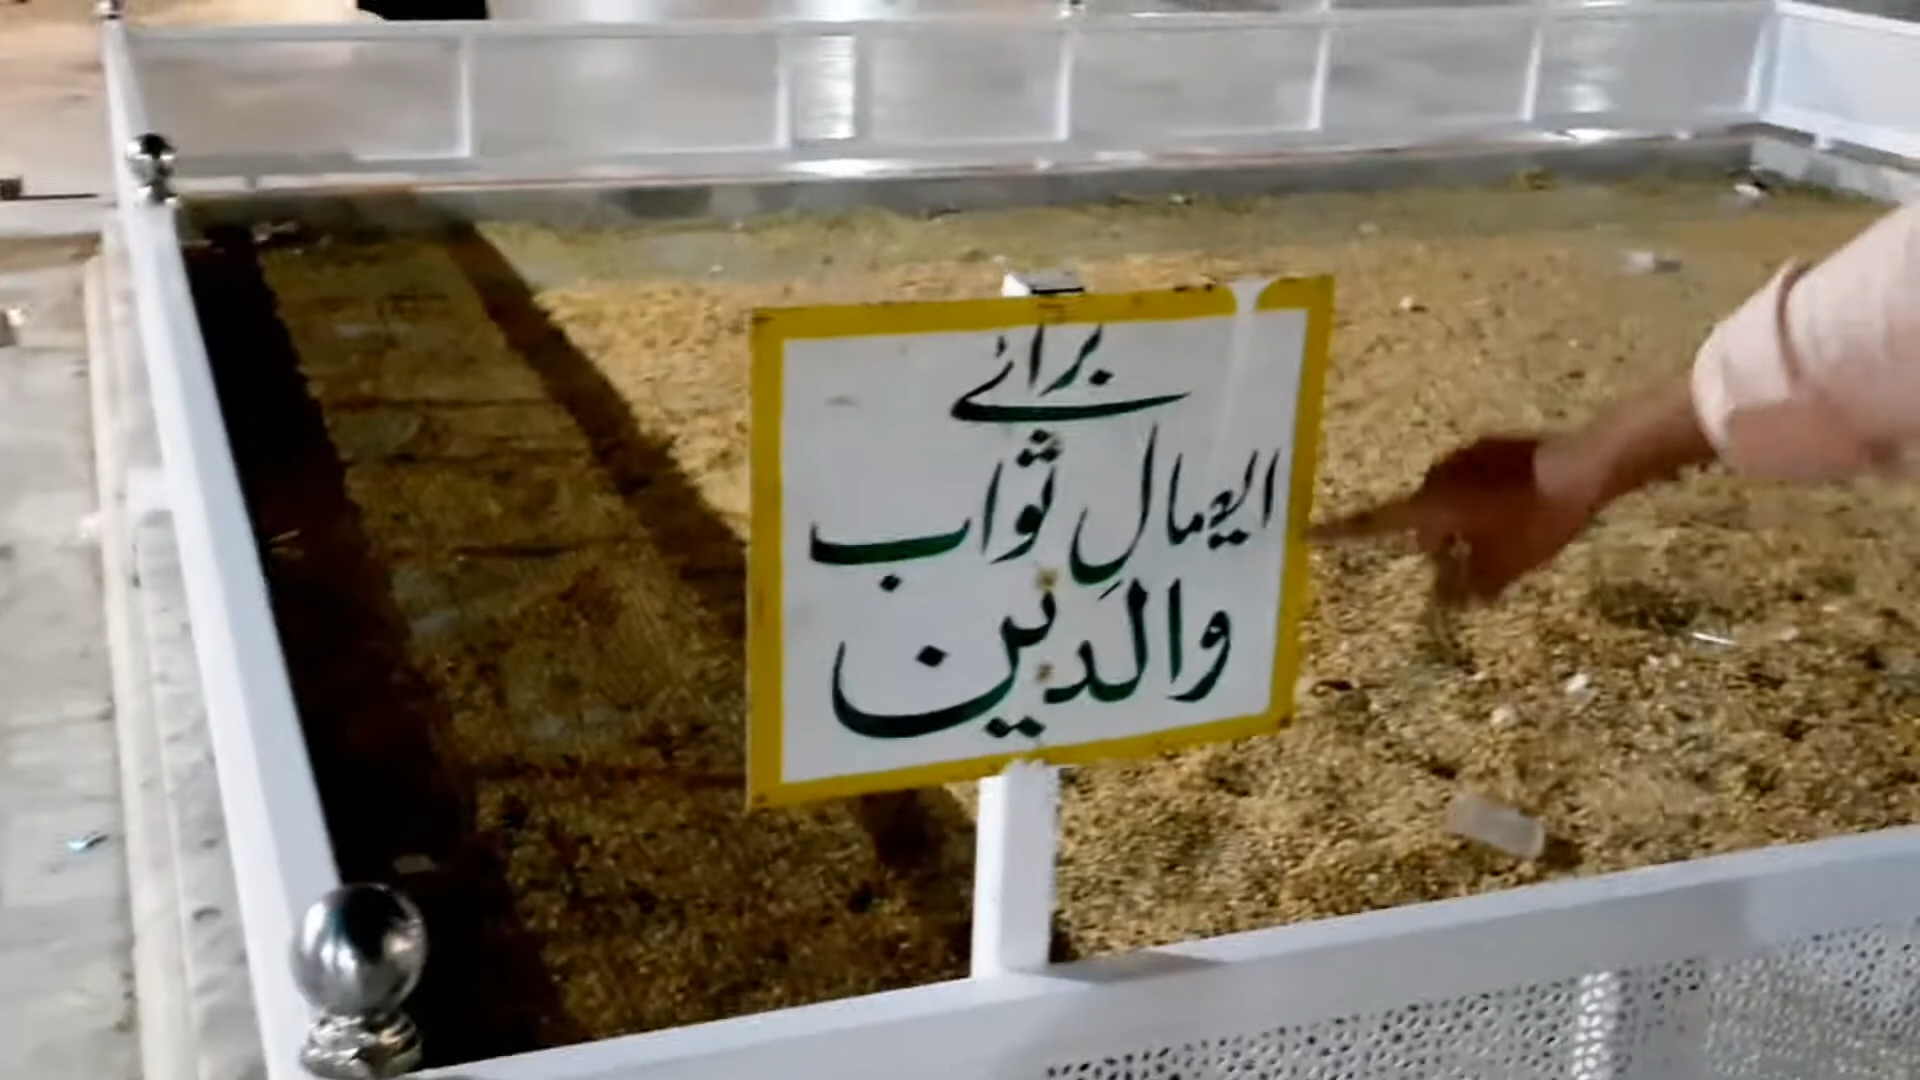 برائے
ایصالِ ثواب
والدین